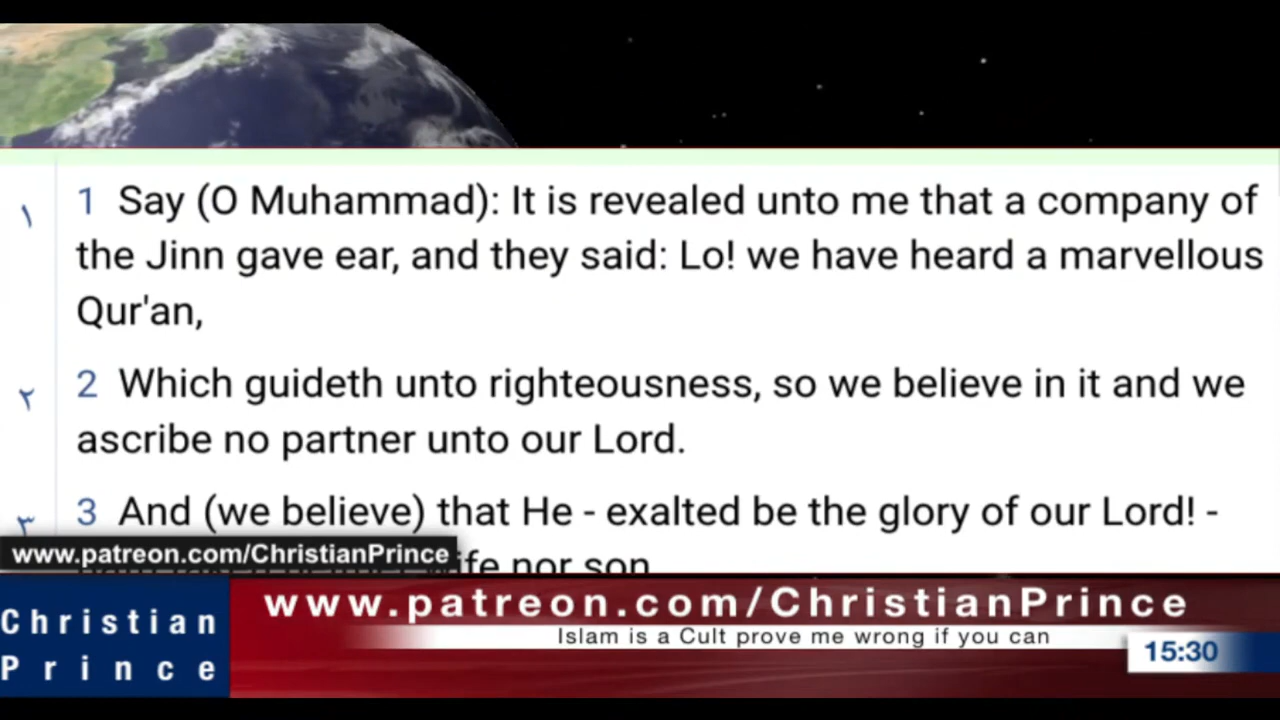 ١ 1 Say (O Muhammad): It is revealed unto me that a company of
the Jinn gave ear, and they said: Lo! we have heard a marvellous
Qur'an,
٢ 2 Which guideth unto righteousness, so we believe in it and we
ascribe no partner unto our Lord.
٣ 3 And (we believe) that He - exalted be the glory of our Lord! -
nor son
www.patreon.com/ChristianPrince
www.patreon.com/ChristianPrince
Islam is a Cult prove me wrong if you can
Christian
Prince
15:30